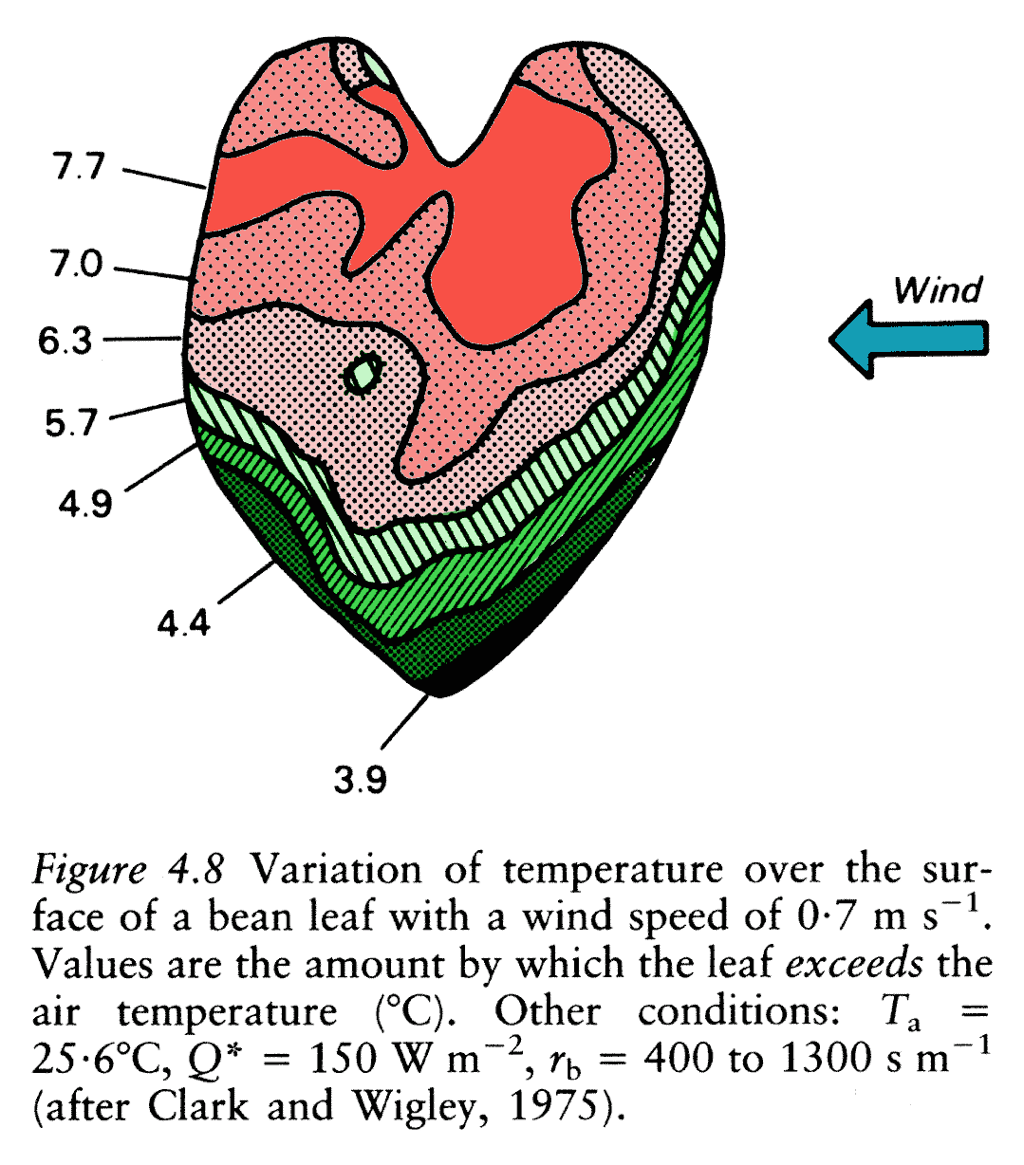 7.7
7.0
Wind
6.3
5.7
4.9
4.4
3.9
Figure 4.8 Variation of temperature over the sur-
face of a bean leaf with a wind speed of 0·7 m s⁻¹.
Values are the amount by which the leaf exceeds the
air temperature (°C). Other conditions: Tₐ =
25·6°C, Q* = 150 W m⁻², r_b = 400 to 1300 s m⁻¹
(after Clark and Wigley, 1975).